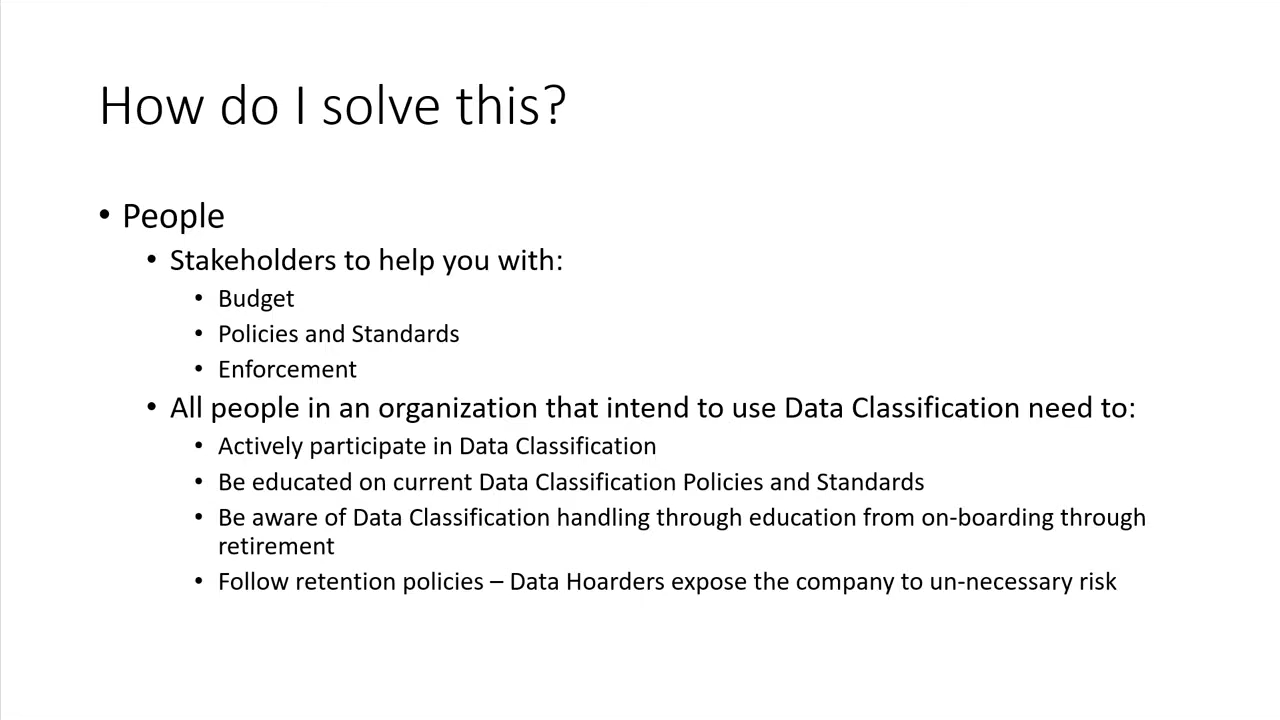 How do I solve this?
• People
• Stakeholders to help you with:
• Budget
• Policies and Standards
• Enforcement
• All people in an organization that intend to use Data Classification need to:
• Actively participate in Data Classification
• Be educated on current Data Classification Policies and Standards
• Be aware of Data Classification handling through education from on-boarding through
retirement
• Follow retention policies – Data Hoarders expose the company to un-necessary risk